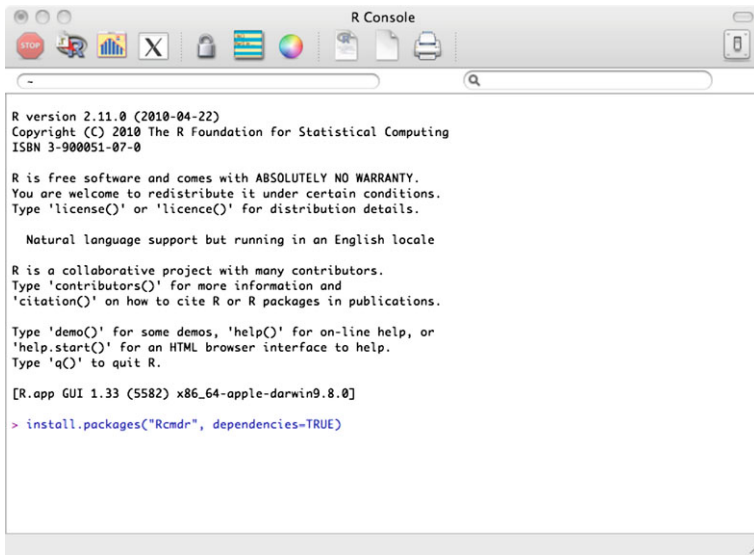 R Console
STOP
R
X
R
~
R version 2.11.0 (2010-04-22)
Copyright (C) 2010 The R Foundation for Statistical Computing
ISBN 3-900051-07-0
R is free software and comes with ABSOLUTELY NO WARRANTY.
You are welcome to redistribute it under certain conditions.
Type 'license()' or 'licence()' for distribution details.
Natural language support but running in an English locale
R is a collaborative project with many contributors.
Type 'contributors()' for more information and
'citation()' on how to cite R or R packages in publications.
Type 'demo()' for some demos, 'help()' for on-line help, or
'help.start()' for an HTML browser interface to help.
Type 'q()' to quit R.
[R.app GUI 1.33 (5582) x86_64-apple-darwin9.8.0]
> install.packages("Rcmdr", dependencies=TRUE)